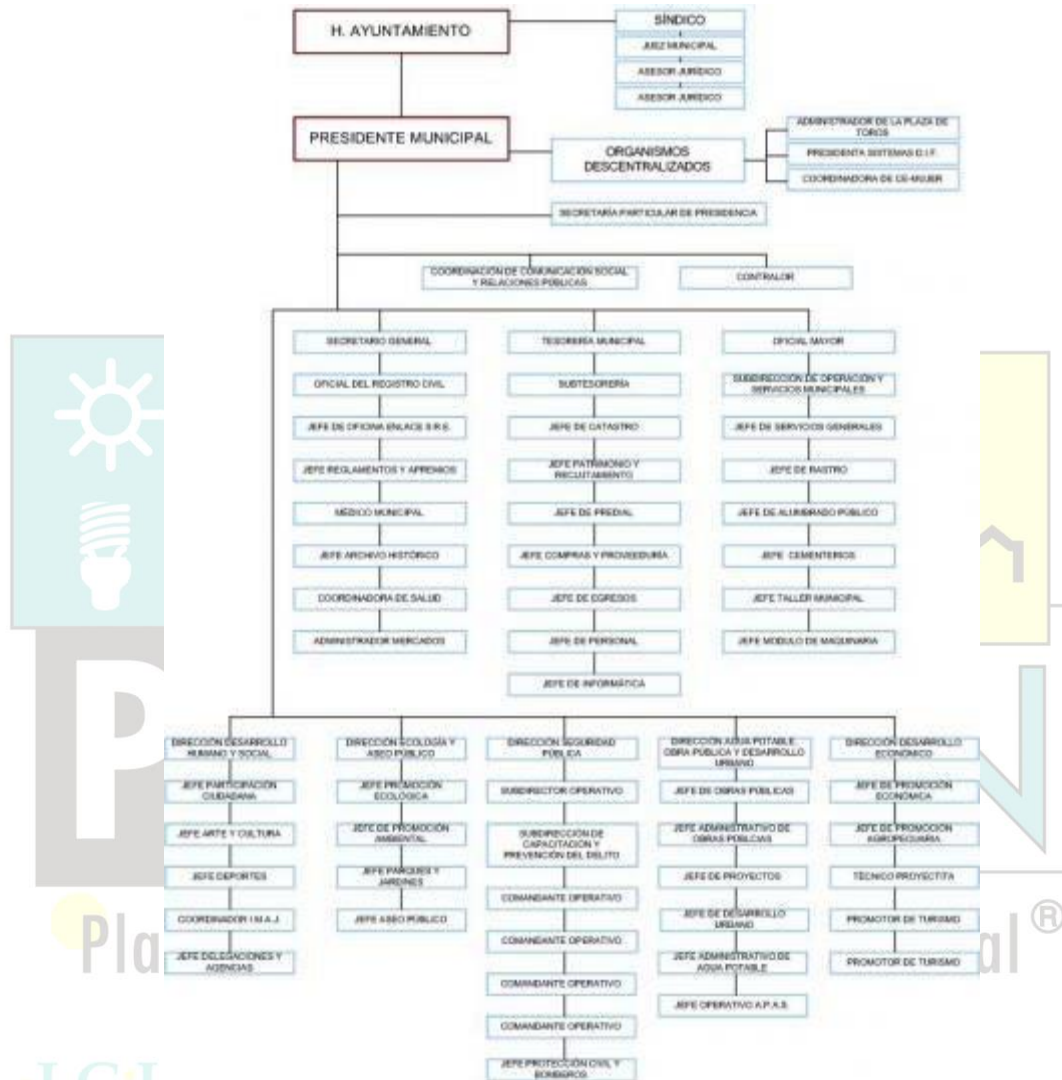 H. AYUNTAMIENTO
SÍNDICO
JUEZ MUNICIPAL
ASESOR JURÍDICO
ASESOR JURÍDICO
PRESIDENTE MUNICIPAL
ORGANISMOS
DESCENTRALIZADOS
ADMINISTRADOR DE LA PLAZA DE
TOROS
PRESIDENTA SISTEMAS D.I.F.
COORDINADORA DE CE-MUJER
SECRETARÍA PARTICULAR DE PRESIDENCIA
COORDINACIÓN DE COMUNICACIÓN SOCIAL
Y RELACIONES PÚBLICAS
CONTRALOR
SECRETARIO GENERAL
OFICIAL DEL REGISTRO CIVIL
JEFE DE OFICINA ENLACE S.R.E.
JEFE REGLAMENTOS Y APREMIOS
MÉDICO MUNICIPAL
JEFE ARCHIVO HISTÓRICO
COORDINADORA DE SALUD
ADMINISTRADOR MERCADOS
TESORERÍA MUNICIPAL
SUBTESORERÍA
JEFE DE CATASTRO
JEFE PATRIMONIO Y
RECLUTAMIENTO
JEFE DE PREDIAL
JEFE COMPRAS Y PROVEEDURÍA
JEFE DE EGRESOS
JEFE DE PERSONAL
JEFE DE INFORMÁTICA
OFICIAL MAYOR
SUBDIRECCIÓN DE OPERACIÓN Y
SERVICIOS MUNICIPALES
JEFE DE SERVICIOS GENERALES
JEFE DE RASTRO
JEFE DE ALUMBRADO PÚBLICO
JEFE CEMENTERIOS
JEFE TALLER MUNICIPAL
JEFE MODULO DE MAQUINARIA
DIRECCIÓN DESARROLLO
HUMANO Y SOCIAL
JEFE PARTICIPACIÓN
CIUDADANA
JEFE ARTE Y CULTURA
JEFE DEPORTES
COORDINADOR I.M.A.J.
JEFE DELEGACIONES Y
AGENCIAS
DIRECCIÓN ECOLOGÍA Y
ASEO PÚBLICO
JEFE PROMOCIÓN
ECOLÓGICA
JEFE DE PROMOCIÓN
AMBIENTAL
JEFE PARQUES Y
JARDINES
JEFE ASEO PÚBLICO
DIRECCIÓN SEGURIDAD
PÚBLICA
SUBDIRECTOR OPERATIVO
SUBDIRECCIÓN DE
CAPACITACIÓN Y
PREVENCIÓN DEL DELITO
COMANDANTE OPERATIVO
COMANDANTE OPERATIVO
COMANDANTE OPERATIVO
COMANDANTE OPERATIVO
JEFE PROTECCIÓN CIVIL Y
BOMBEROS
DIRECCIÓN AGUA POTABLE
OBRA PÚBLICA Y DESARROLLO
URBANO
JEFE DE OBRAS PÚBLICAS
JEFE ADMINISTRATIVO DE
OBRAS PÚBLCIAS
JEFE DE PROYECTOS
JEFE DE DESARROLLO
URBANO
JEFE ADMINISTRATIVO DE
AGUA POTABLE
JEFE OPERATIVO A.P.A.S.
DIRECCIÓN DESARROLLO
ECONÓMICO
JEFE DE PROMOCIÓN
ECONÓMICA
JEFE DE PROMOCIÓN
AGROPECUARIA
TÉCNICO PROYECTITA
PROMOTOR DE TURISMO
PROMOTOR DE TURISMO
P N
Pla al ®